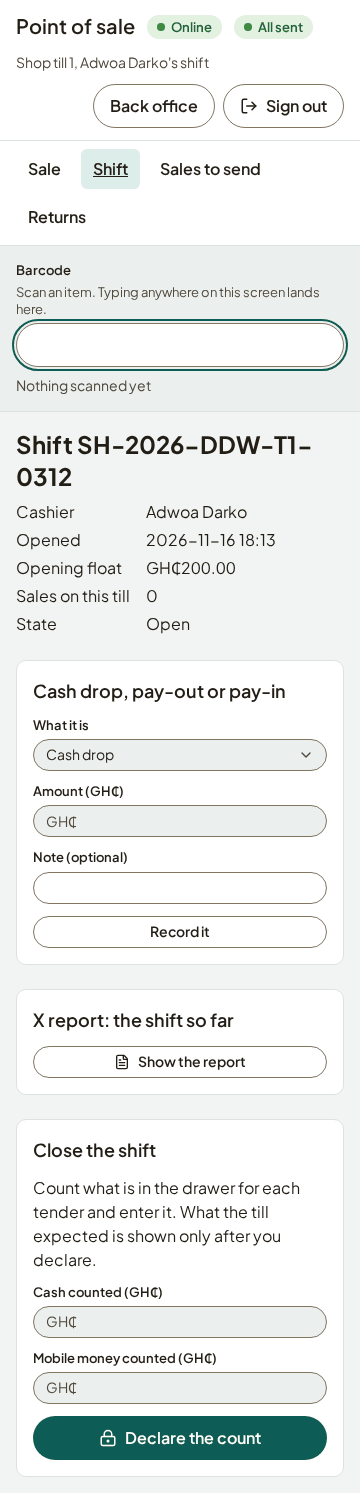 Point of sale
Online
All sent
Shop till 1, Adwoa Darko's shift
Back office
Sign out
Sale
Shift
Sales to send
Returns
Barcode
Scan an item. Typing anywhere on this screen lands
here.
Nothing scanned yet
Shift SH-2026-DDW-T1-
0312
Cashier Adwoa Darko
Opened 2026-11-16 18:13
Opening float GH₵200.00
Sales on this till 0
State Open
Cash drop, pay-out or pay-in
What it is
Cash drop
Amount (GH₵)
GH₵
Note (optional)
Record it
X report: the shift so far
Show the report
Close the shift
Count what is in the drawer for each
tender and enter it. What the till
expected is shown only after you
declare.
Cash counted (GH₵)
GH₵
Mobile money counted (GH₵)
GH₵
Declare the count